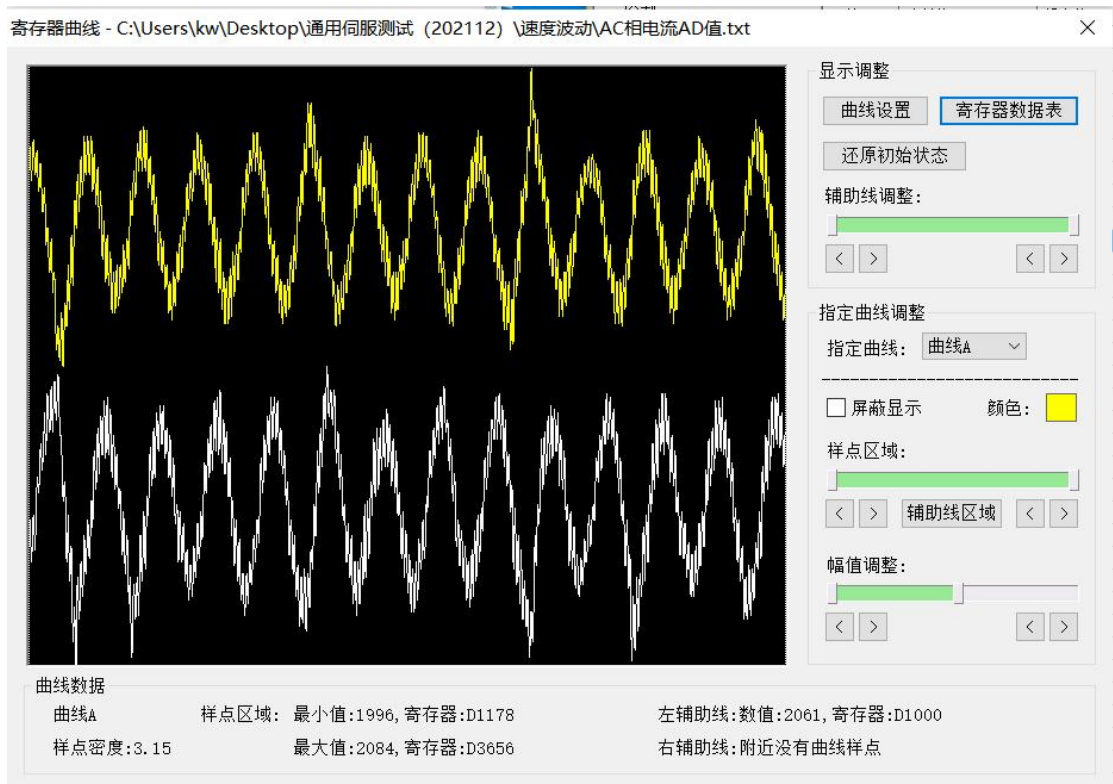 寄存器曲线 - C:\Users\kw\Desktop\通用伺服测试（202112）\速度波动\AC相电流AD值.txt
显示调整
曲线设置 寄存器数据表
还原初始状态
辅助线调整:
< > < >
指定曲线调整
指定曲线: 曲线A
屏蔽显示 颜色:
样点区域:
< > 辅助线区域 < >
幅值调整:
< > < >
曲线数据
曲线A 样点区域: 最小值:1996,寄存器:D1178 左辅助线:数值:2061,寄存器:D1000
样点密度:3.15 最大值:2084,寄存器:D3656 右辅助线:附近没有曲线样点